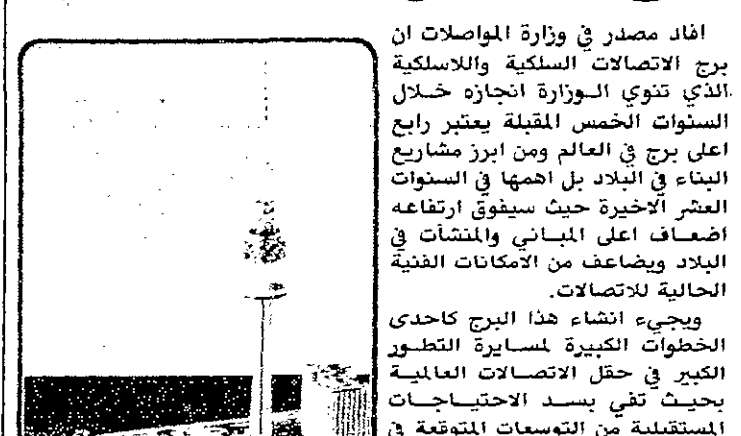 افاد مصدر في وزارة المواصلات ان
برج الاتصالات السلكية واللاسلكية
الذي تنوي الوزارة انجازه خلال
السنوات الخمس المقبلة يعتبر رابع
اعلى برج في العالم ومن ابرز مشاريع
البناء في البلاد بل اهمها في السنوات
العشر الاخيرة حيث سيفوق ارتفاعه
اضعاف اعلى المباني والمنشآت في
البلاد ويضاعف من الامكانات الفنية
الحالية للاتصالات.
ويجيء انشاء هذا البرج كاحدى
الخطوات الكبيرة لمسايرة التطور
الكبير في حقل الاتصالات العالمية
بحيث تفي بسد الاحتياجات
المستقبلية من التوسعات المتوقعة في